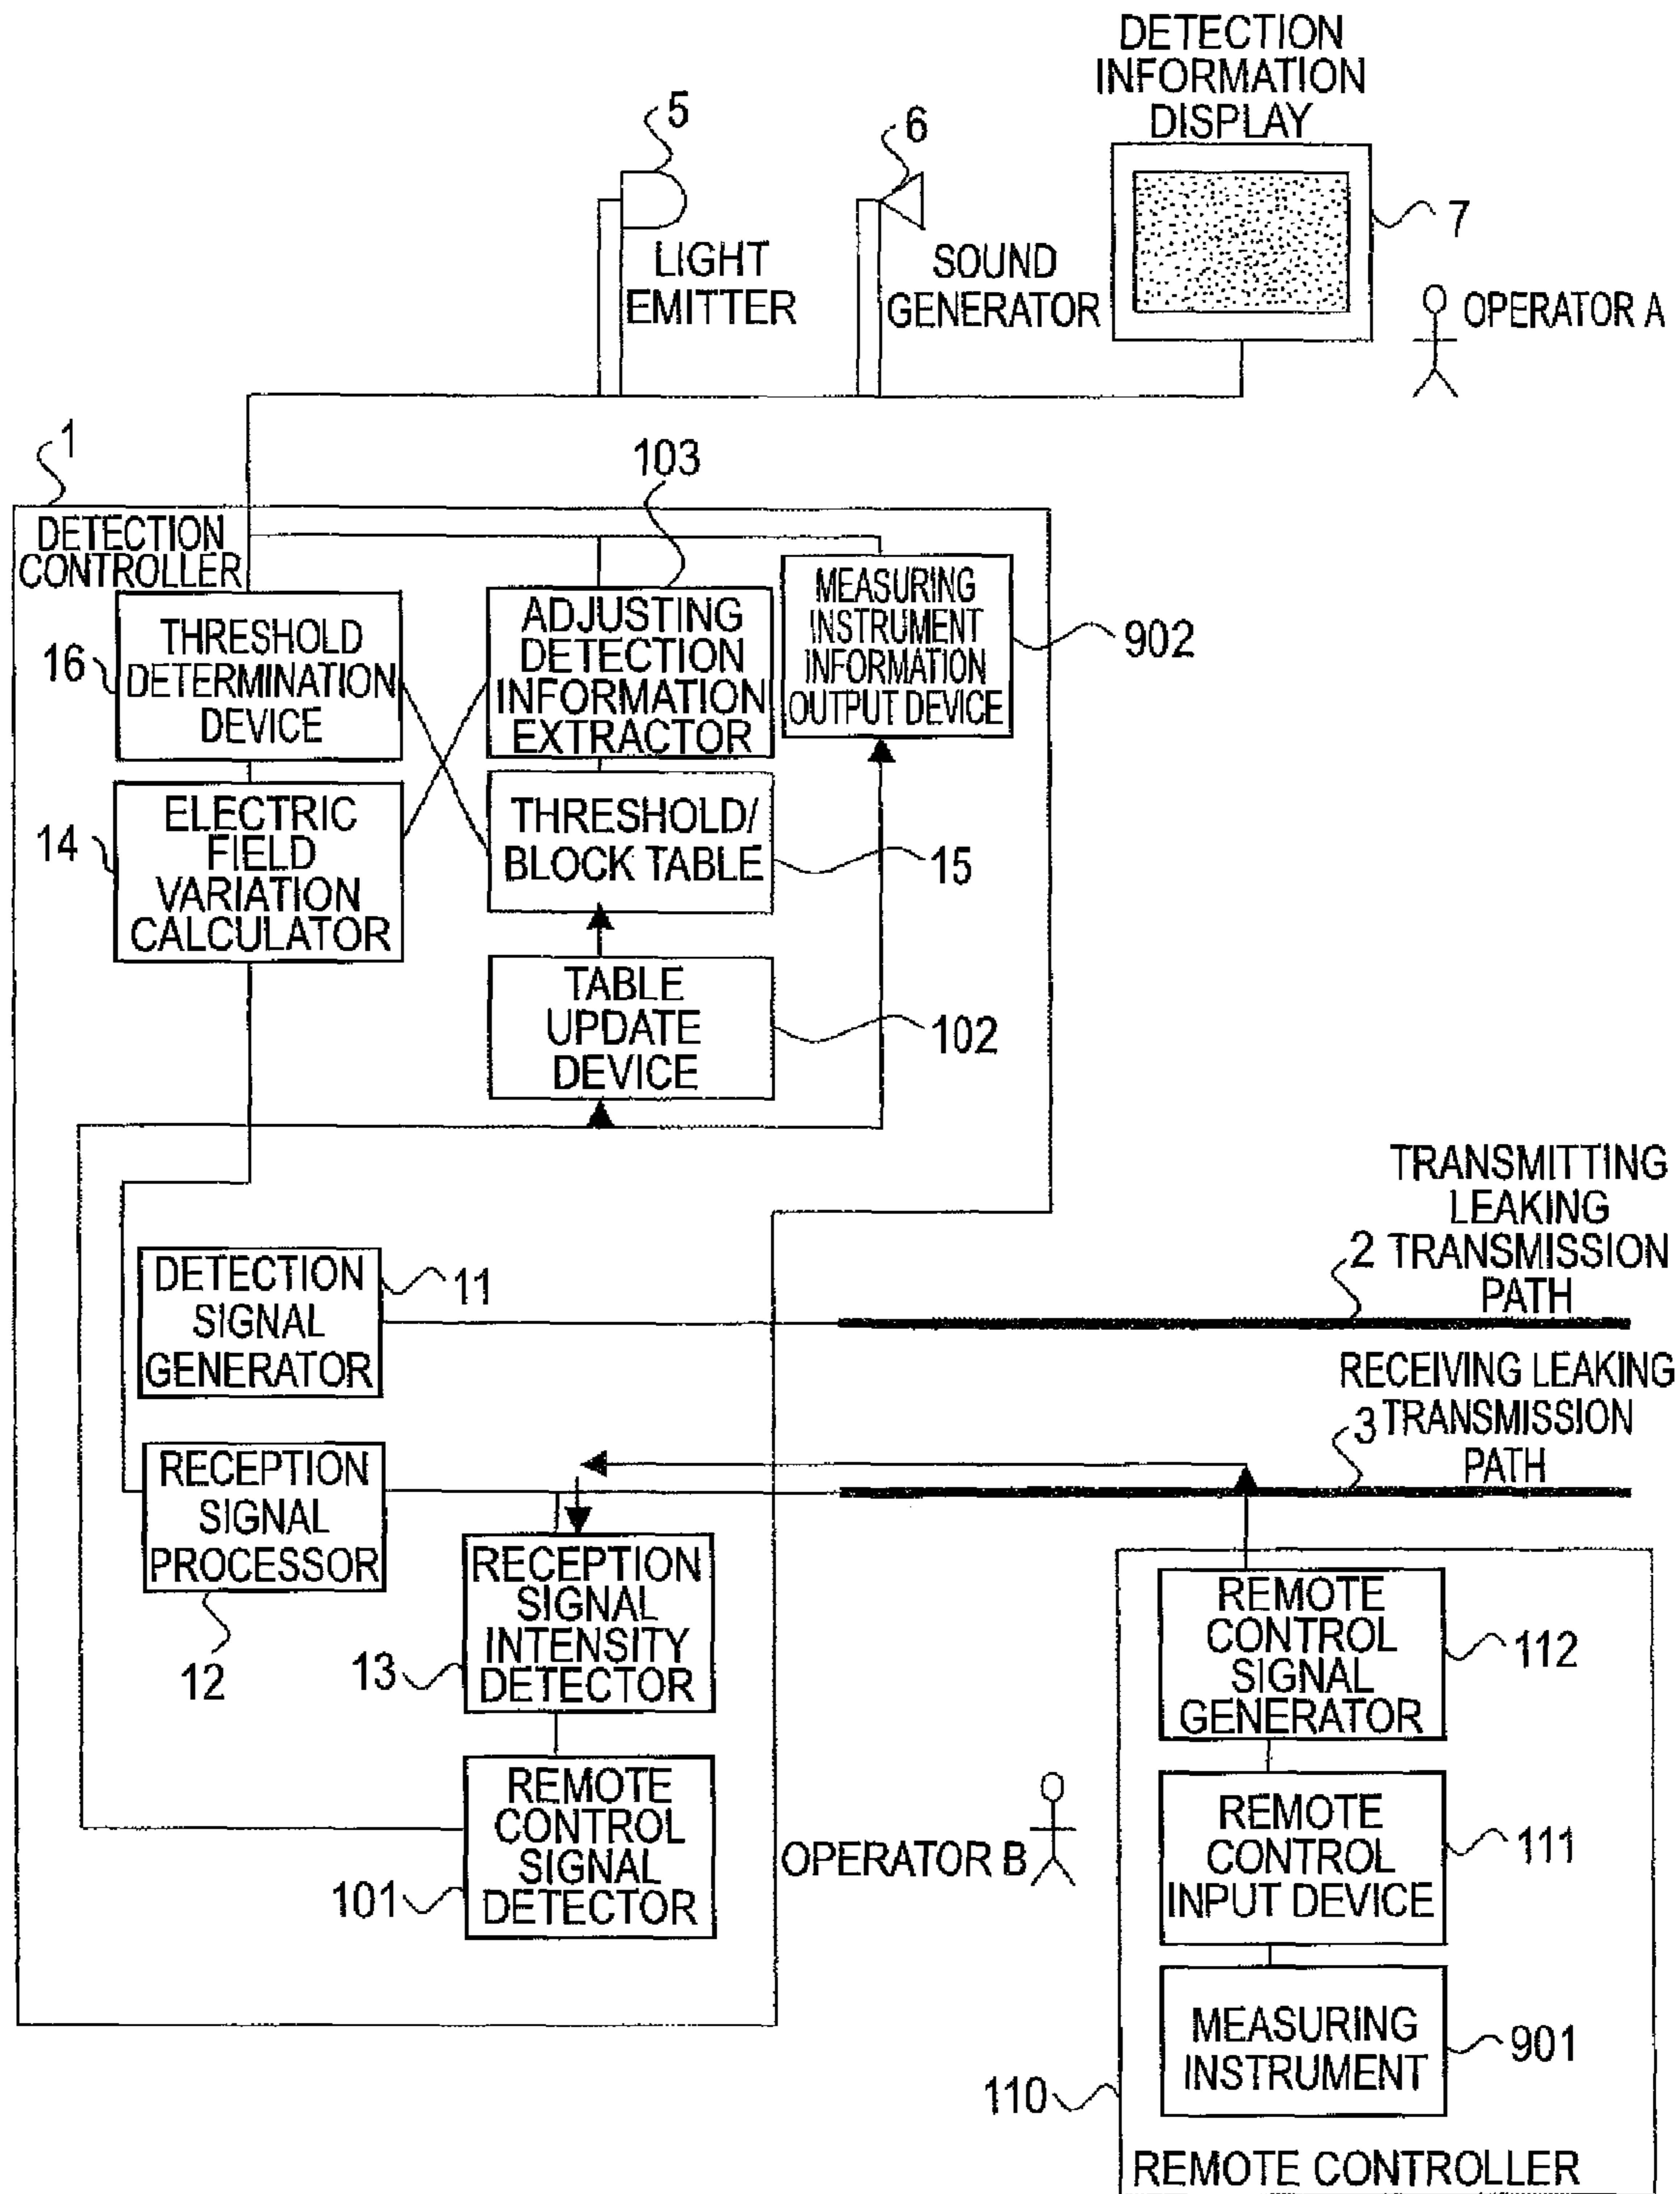 DETECTION
INFORMATION
DISPLAY
5
6
7
LIGHT
EMITTER
SOUND
GENERATOR
OPERATOR A
1
103
DETECTION
CONTROLLER
THRESHOLD
DETERMINATION
DEVICE
16
ADJUSTING
DETECTION
INFORMATION
EXTRACTOR
MEASURING
INSTRUMENT
INFORMATION
OUTPUT DEVICE
902
ELECTRIC
FIELD
VARIATION
CALCULATOR
14
THRESHOLD/
BLOCK TABLE
15
TABLE
UPDATE
DEVICE
102
TRANSMITTING
LEAKING
TRANSMISSION
PATH
2
DETECTION
SIGNAL
GENERATOR
11
RECEIVING LEAKING
TRANSMISSION
PATH
3
RECEPTION
SIGNAL
PROCESSOR
12
RECEPTION
SIGNAL
INTENSITY
DETECTOR
13
REMOTE
CONTROL
SIGNAL
GENERATOR
112
REMOTE
CONTROL
SIGNAL
DETECTOR
101
OPERATOR B
REMOTE
CONTROL
INPUT DEVICE
111
MEASURING
INSTRUMENT
901
110
REMOTE CONTROLLER